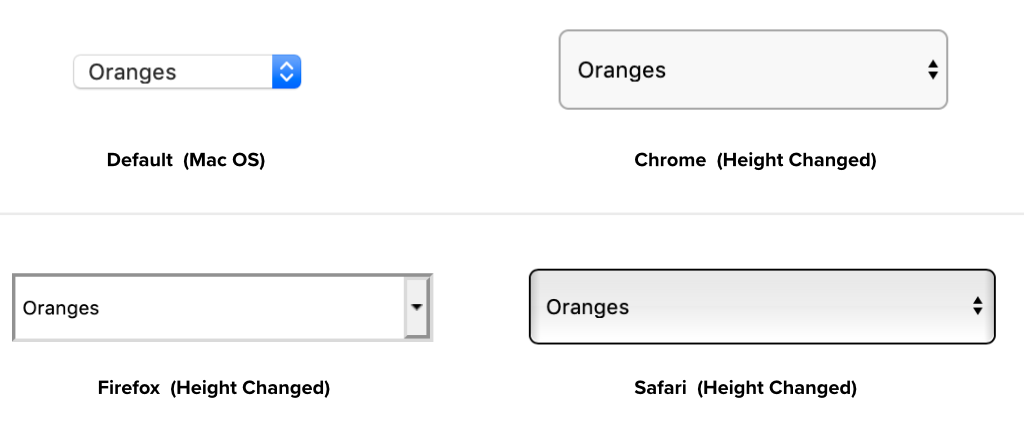 Oranges
Oranges
Default (Mac OS)
Chrome (Height Changed)
Oranges
Oranges
Firefox (Height Changed)
Safari (Height Changed)